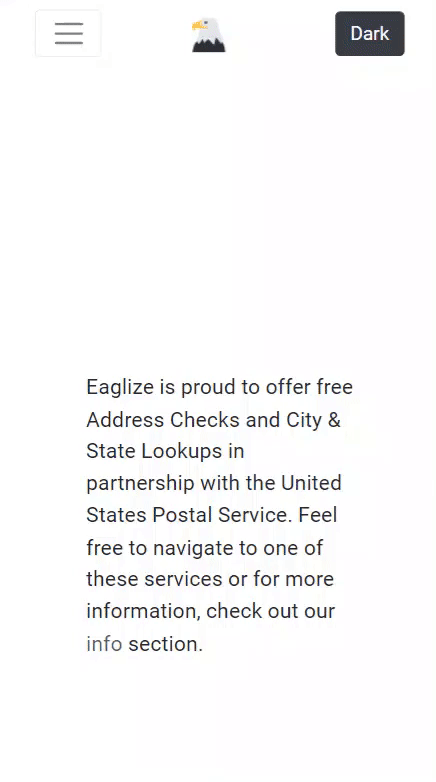 Dark
Eaglize is proud to offer free
Address Checks and City &
State Lookups in
partnership with the United
States Postal Service. Feel
free to navigate to one of
these services or for more
information, check out our
info section.